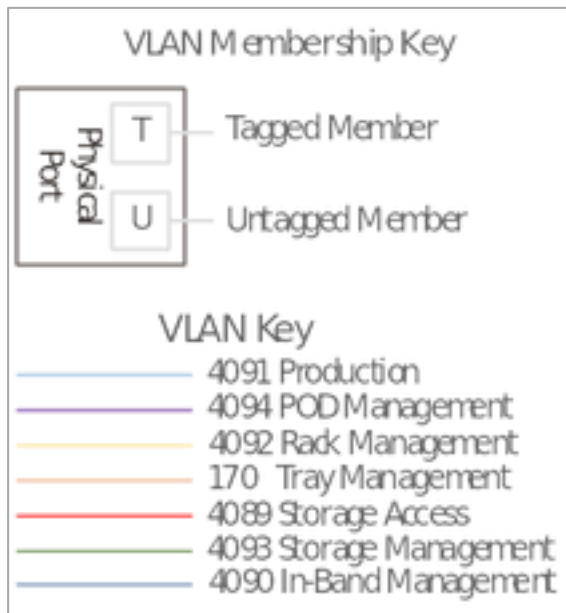 VLAN Membership Key
T
Tagged Member
Physical
Port
U
Untagged Member
VLAN Key
4091 Production
4094 POD Management
4092 Rack Management
170 Tray Management
4089 Storage Access
4093 Storage Management
4090 In-Band Management